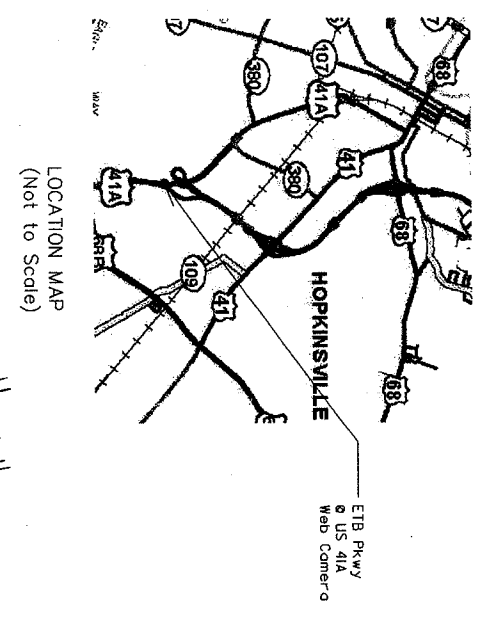 68
107
41A
380
41
68
380
68
HOPKINSVILLE
109
41
41A
ETB Pkwy
@ US 41A
Web Camera
LOCATION MAP
(Not to Scale)